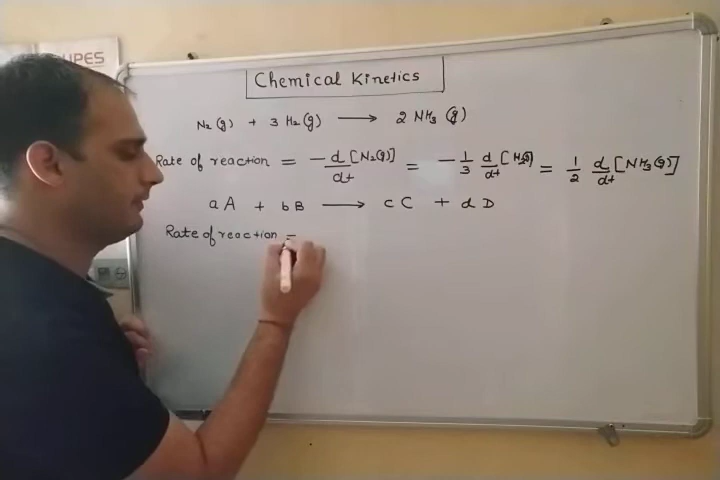 UPES
Chemical Kinetics
N₂(g) + 3 H₂(g) ⟶ 2 NH₃ (g)
Rate of reaction = -d/dt [N₂(g)] = -1/3 d/dt [H₂(g)] = 1/2 d/dt [NH₃(g)]
aA + bB ⟶ cC + dD
Rate of reaction =